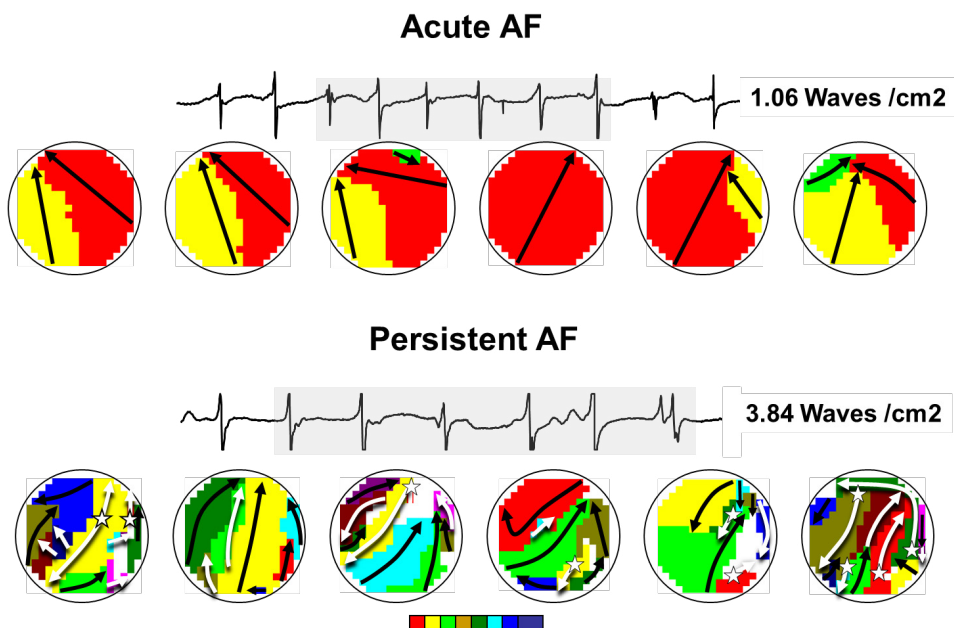 Acute AF
1.06 Waves /cm2
Persistent AF
3.84 Waves /cm2